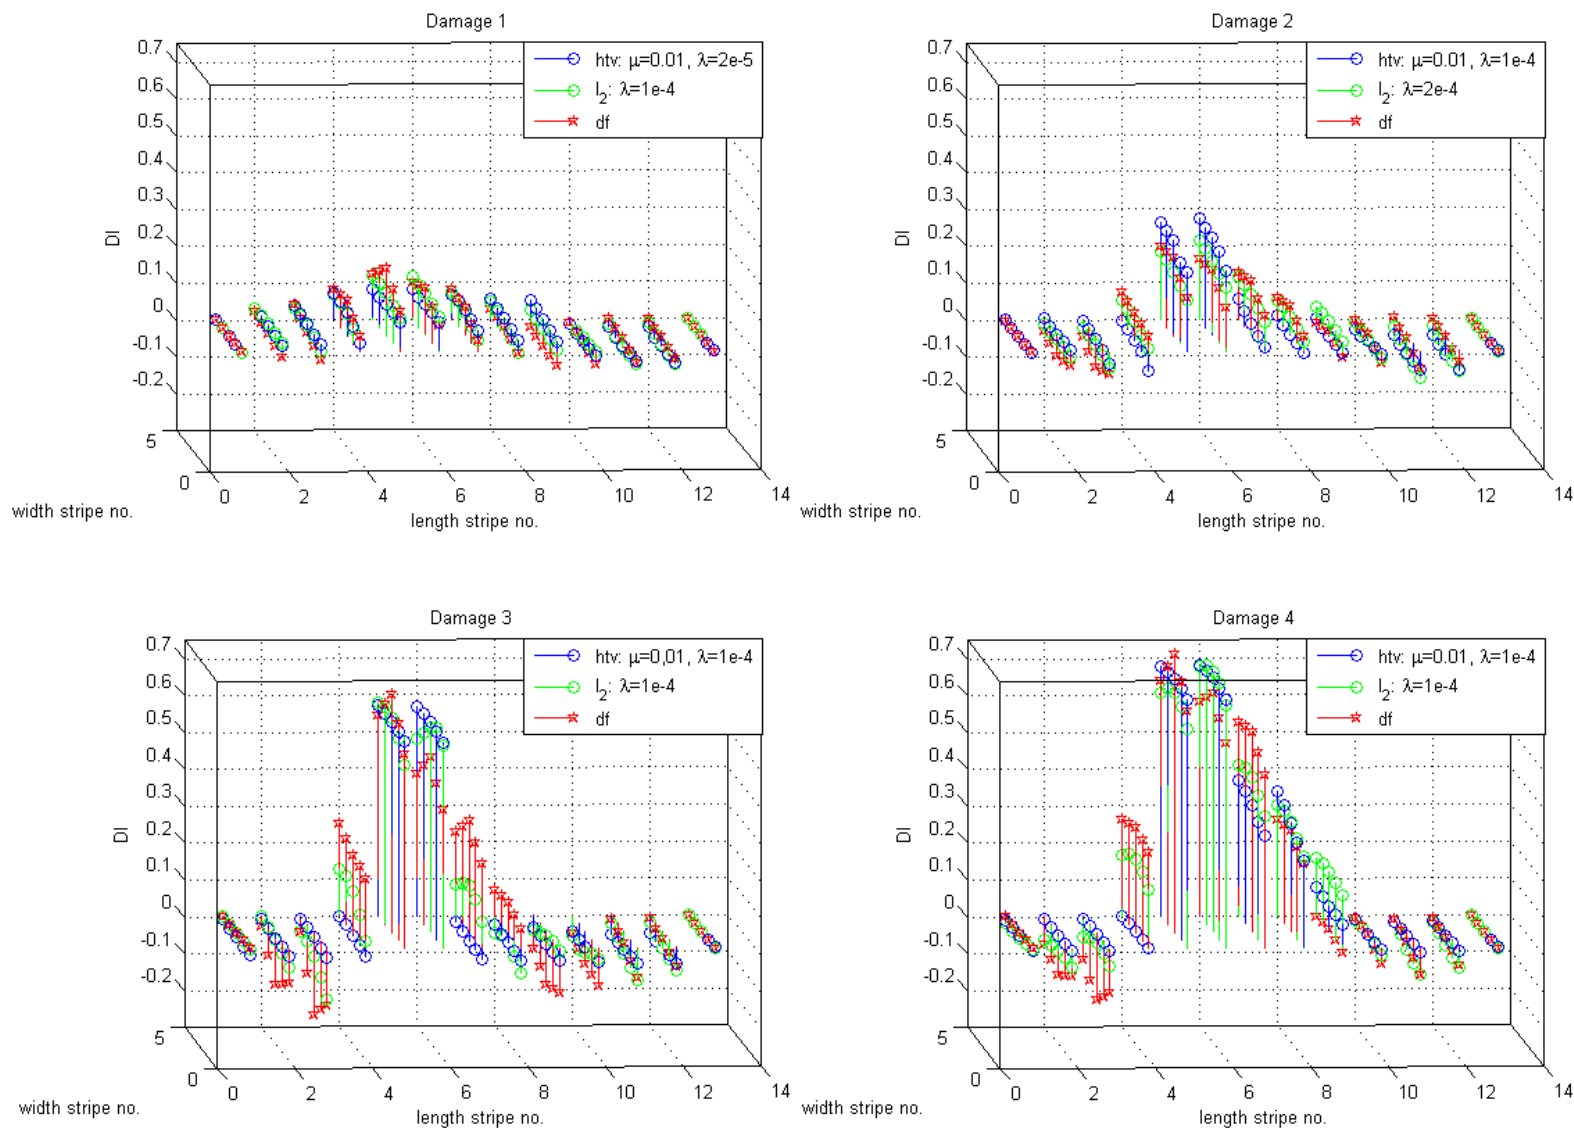 Damage 1
htv: μ=0.01, λ=2e-5
l2: λ=1e-4
df
0.7
0.6
0.5
0.4
0.3
0.2
0.1
0
-0.1
-0.2
DI
5
0
0
2
4
6
8
10
12
14
width stripe no.
length stripe no.
Damage 2
htv: μ=0.01, λ=1e-4
l2: λ=2e-4
df
0.7
0.6
0.5
0.4
0.3
0.2
0.1
0
-0.1
-0.2
DI
5
0
0
2
4
6
8
10
12
14
width stripe no.
length stripe no.
Damage 3
htv: μ=0,01, λ=1e-4
l2: λ=1e-4
df
0.7
0.6
0.5
0.4
0.3
0.2
0.1
0
-0.1
-0.2
DI
5
0
0
2
4
6
8
10
12
14
width stripe no.
length stripe no.
Damage 4
htv: μ=0.01, λ=1e-4
l2: λ=1e-4
df
0.7
0.6
0.5
0.4
0.3
0.2
0.1
0
-0.1
-0.2
DI
5
0
0
2
4
6
8
10
12
14
width stripe no.
length stripe no.